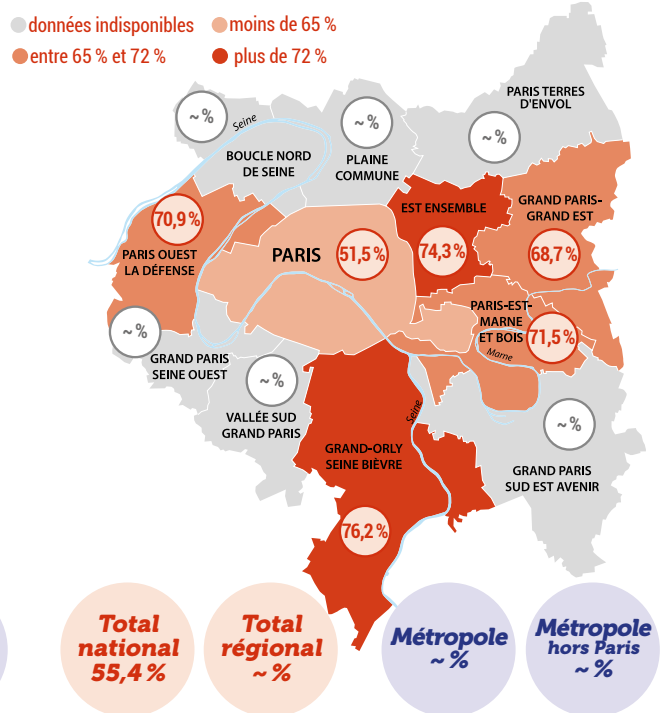 données indisponibles
moins de 65 %
entre 65 % et 72 %
plus de 72 %
PARIS TERRES
D'ENVOL
~ %
Seine
~ %
~ %
BOUCLE NORD
DE SEINE
PLAINE
COMMUNE
EST ENSEMBLE
GRAND PARIS-
GRAND EST
70,9 %
PARIS OUEST
LA DÉFENSE
PARIS
51,5 %
74,3 %
68,7 %
PARIS-EST-
MARNE
ET BOIS
71,5 %
Marne
~ %
GRAND PARIS
SEINE OUEST
~ %
VALLÉE SUD
GRAND PARIS
Seine
~ %
GRAND-ORLY
SEINE BIÈVRE
GRAND PARIS
SUD EST AVENIR
76,2 %
Total
national
55,4 %
Total
régional
~ %
Métropole
~ %
Métropole
hors Paris
~ %